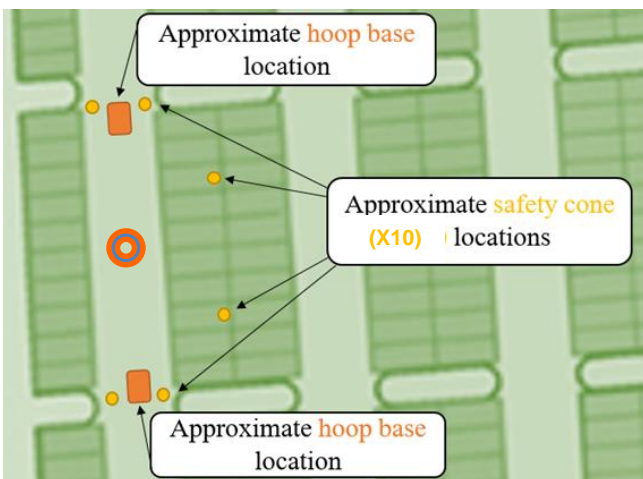 Approximate hoop base
location
Approximate safety cone
(X10) locations
Approximate hoop base
location